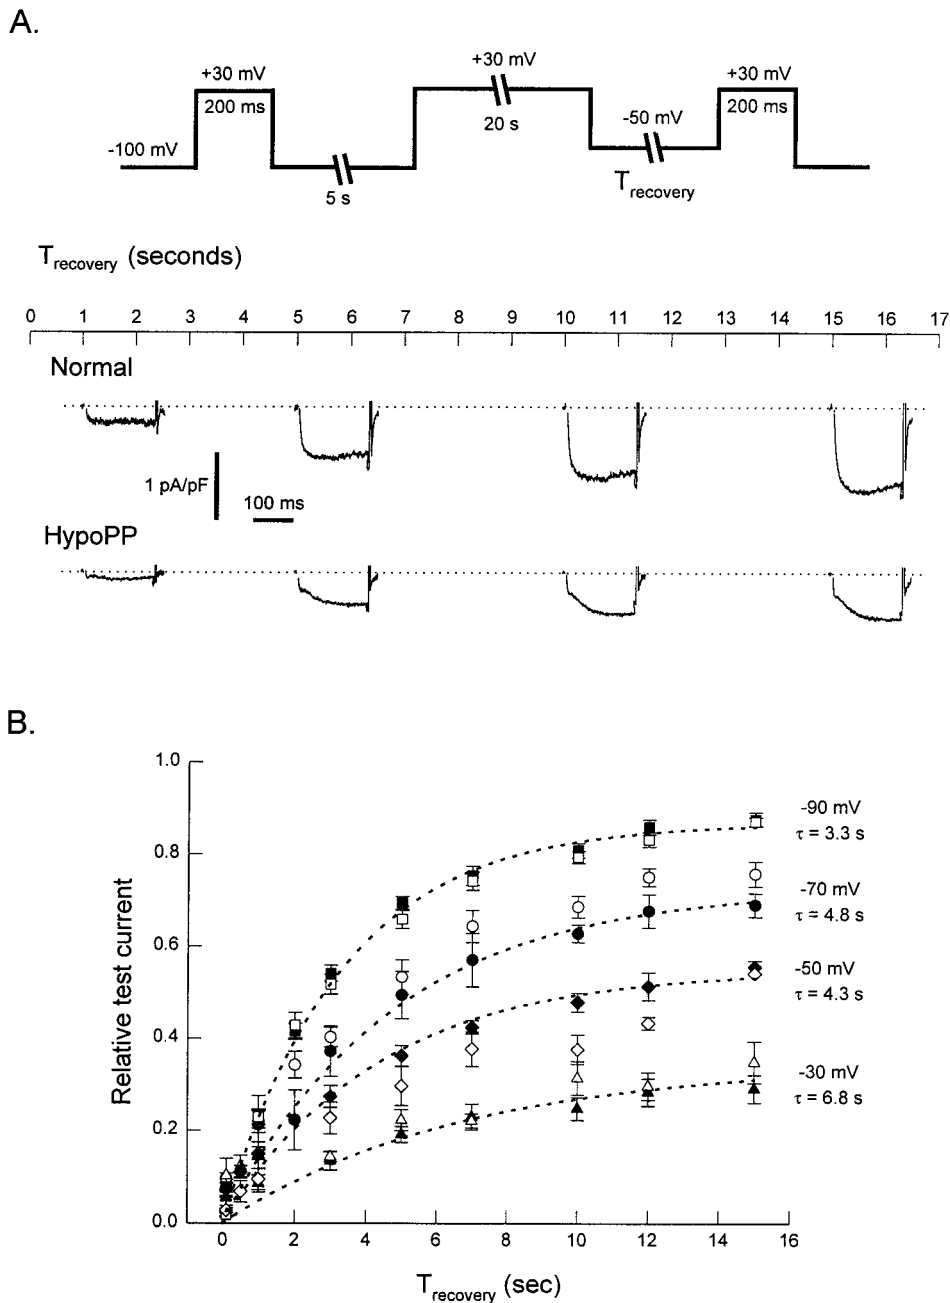 A.
+30 mV +30 mV +30 mV
200 ms 200 ms
20 s
-50 mV
-100 mV
T recovery
5 s
T recovery (seconds)
0 1 2 3 4 5 6 7 8 9 10 11 12 13 14 15 16 17
Normal
1 pA/pF
100 ms
HypoPP
B.
1.0
0.8
0.6
0.4
0.2
0.0
Relative test current
-90 mV
τ = 3.3 s
-70 mV
τ = 4.8 s
-50 mV
τ = 4.3 s
-30 mV
τ = 6.8 s
0 2 4 6 8 10 12 14 16
T recovery (sec)